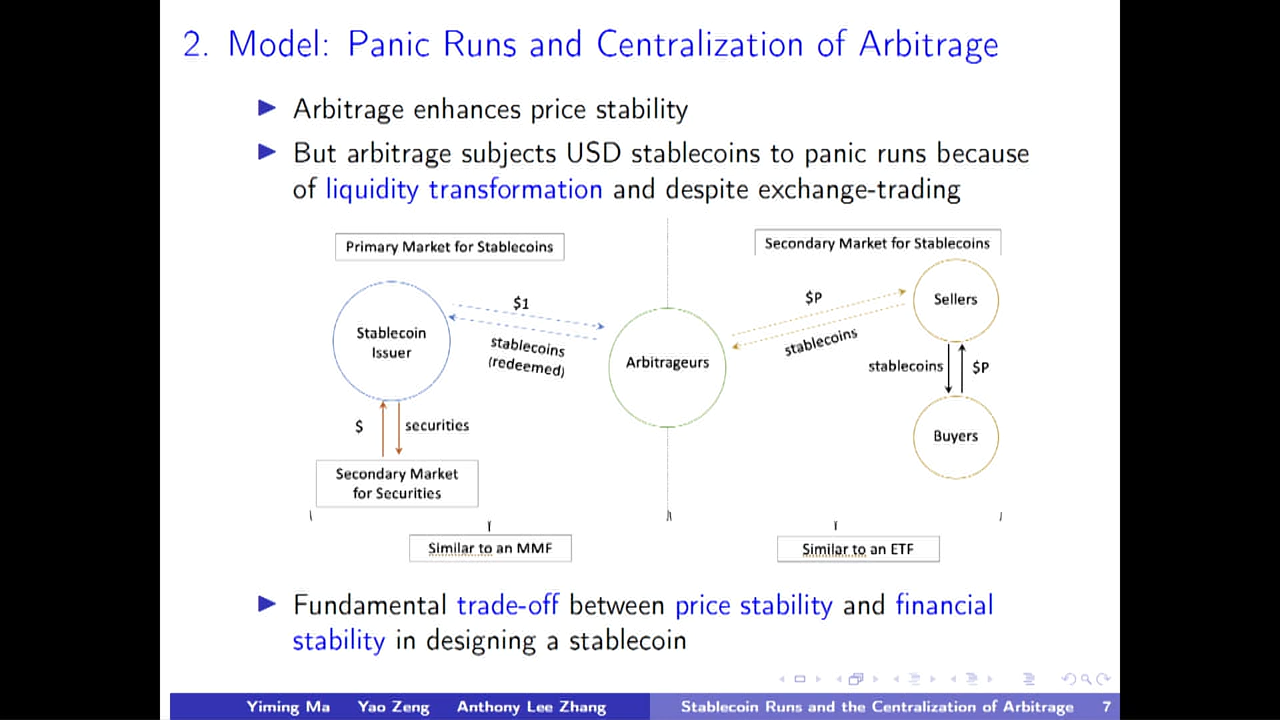 2. Model: Panic Runs and Centralization of Arbitrage
Arbitrage enhances price stability
But arbitrage subjects USD stablecoins to panic runs because
of liquidity transformation and despite exchange-trading
Primary Market for Stablecoins
Secondary Market for Stablecoins
Stablecoin
Issuer
$1
stablecoins
(redeemed)
Arbitrageurs
$P
stablecoins
Sellers
stablecoins
$P
Buyers
$
securities
Secondary Market
for Securities
Similar to an MMF
Similar to an ETF
Fundamental trade-off between price stability and financial
stability in designing a stablecoin
Yiming Ma Yao Zeng Anthony Lee Zhang
Stablecoin Runs and the Centralization of Arbitrage 7